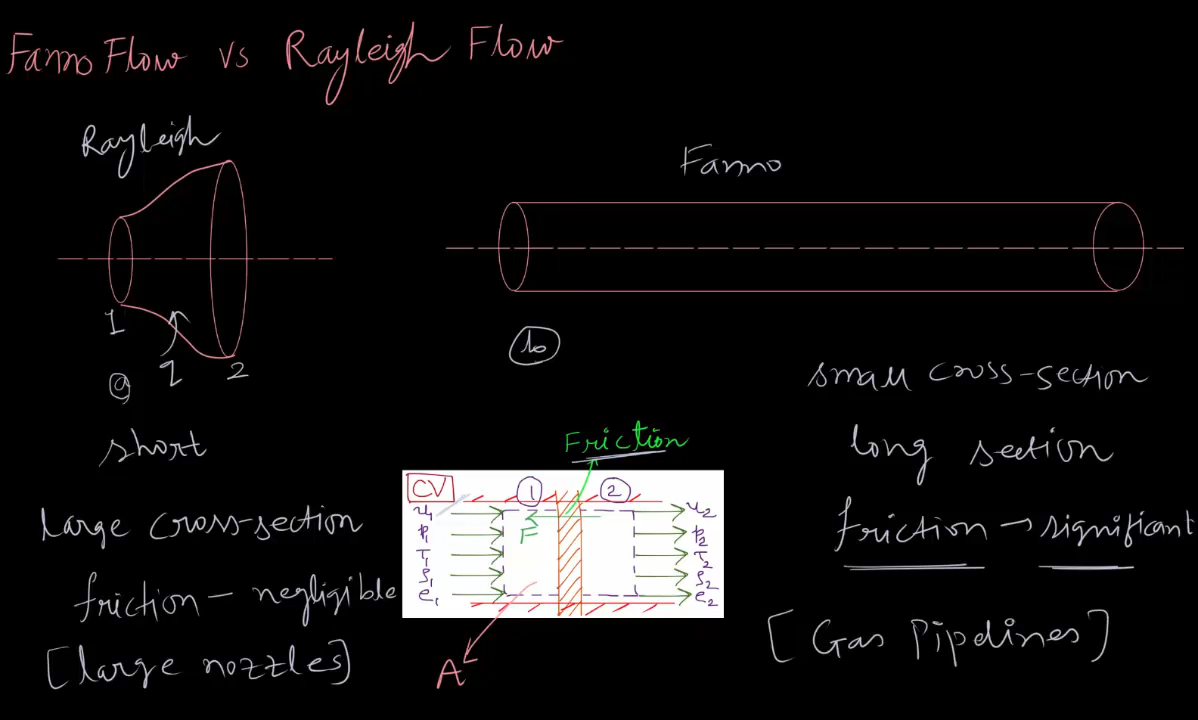 Fanno Flow vs Rayleigh Flow
Rayleigh
1
q
2
a
short
large cross-section
friction - negligible
[large nozzles]
Fanno
b
small cross-section
long section
friction → significant
[Gas Pipelines]
Friction
CV
1
2
u₁
p₁
T₁
ρ₁
e₁
F
u₂
p₂
T₂
ρ₂
e₂
A